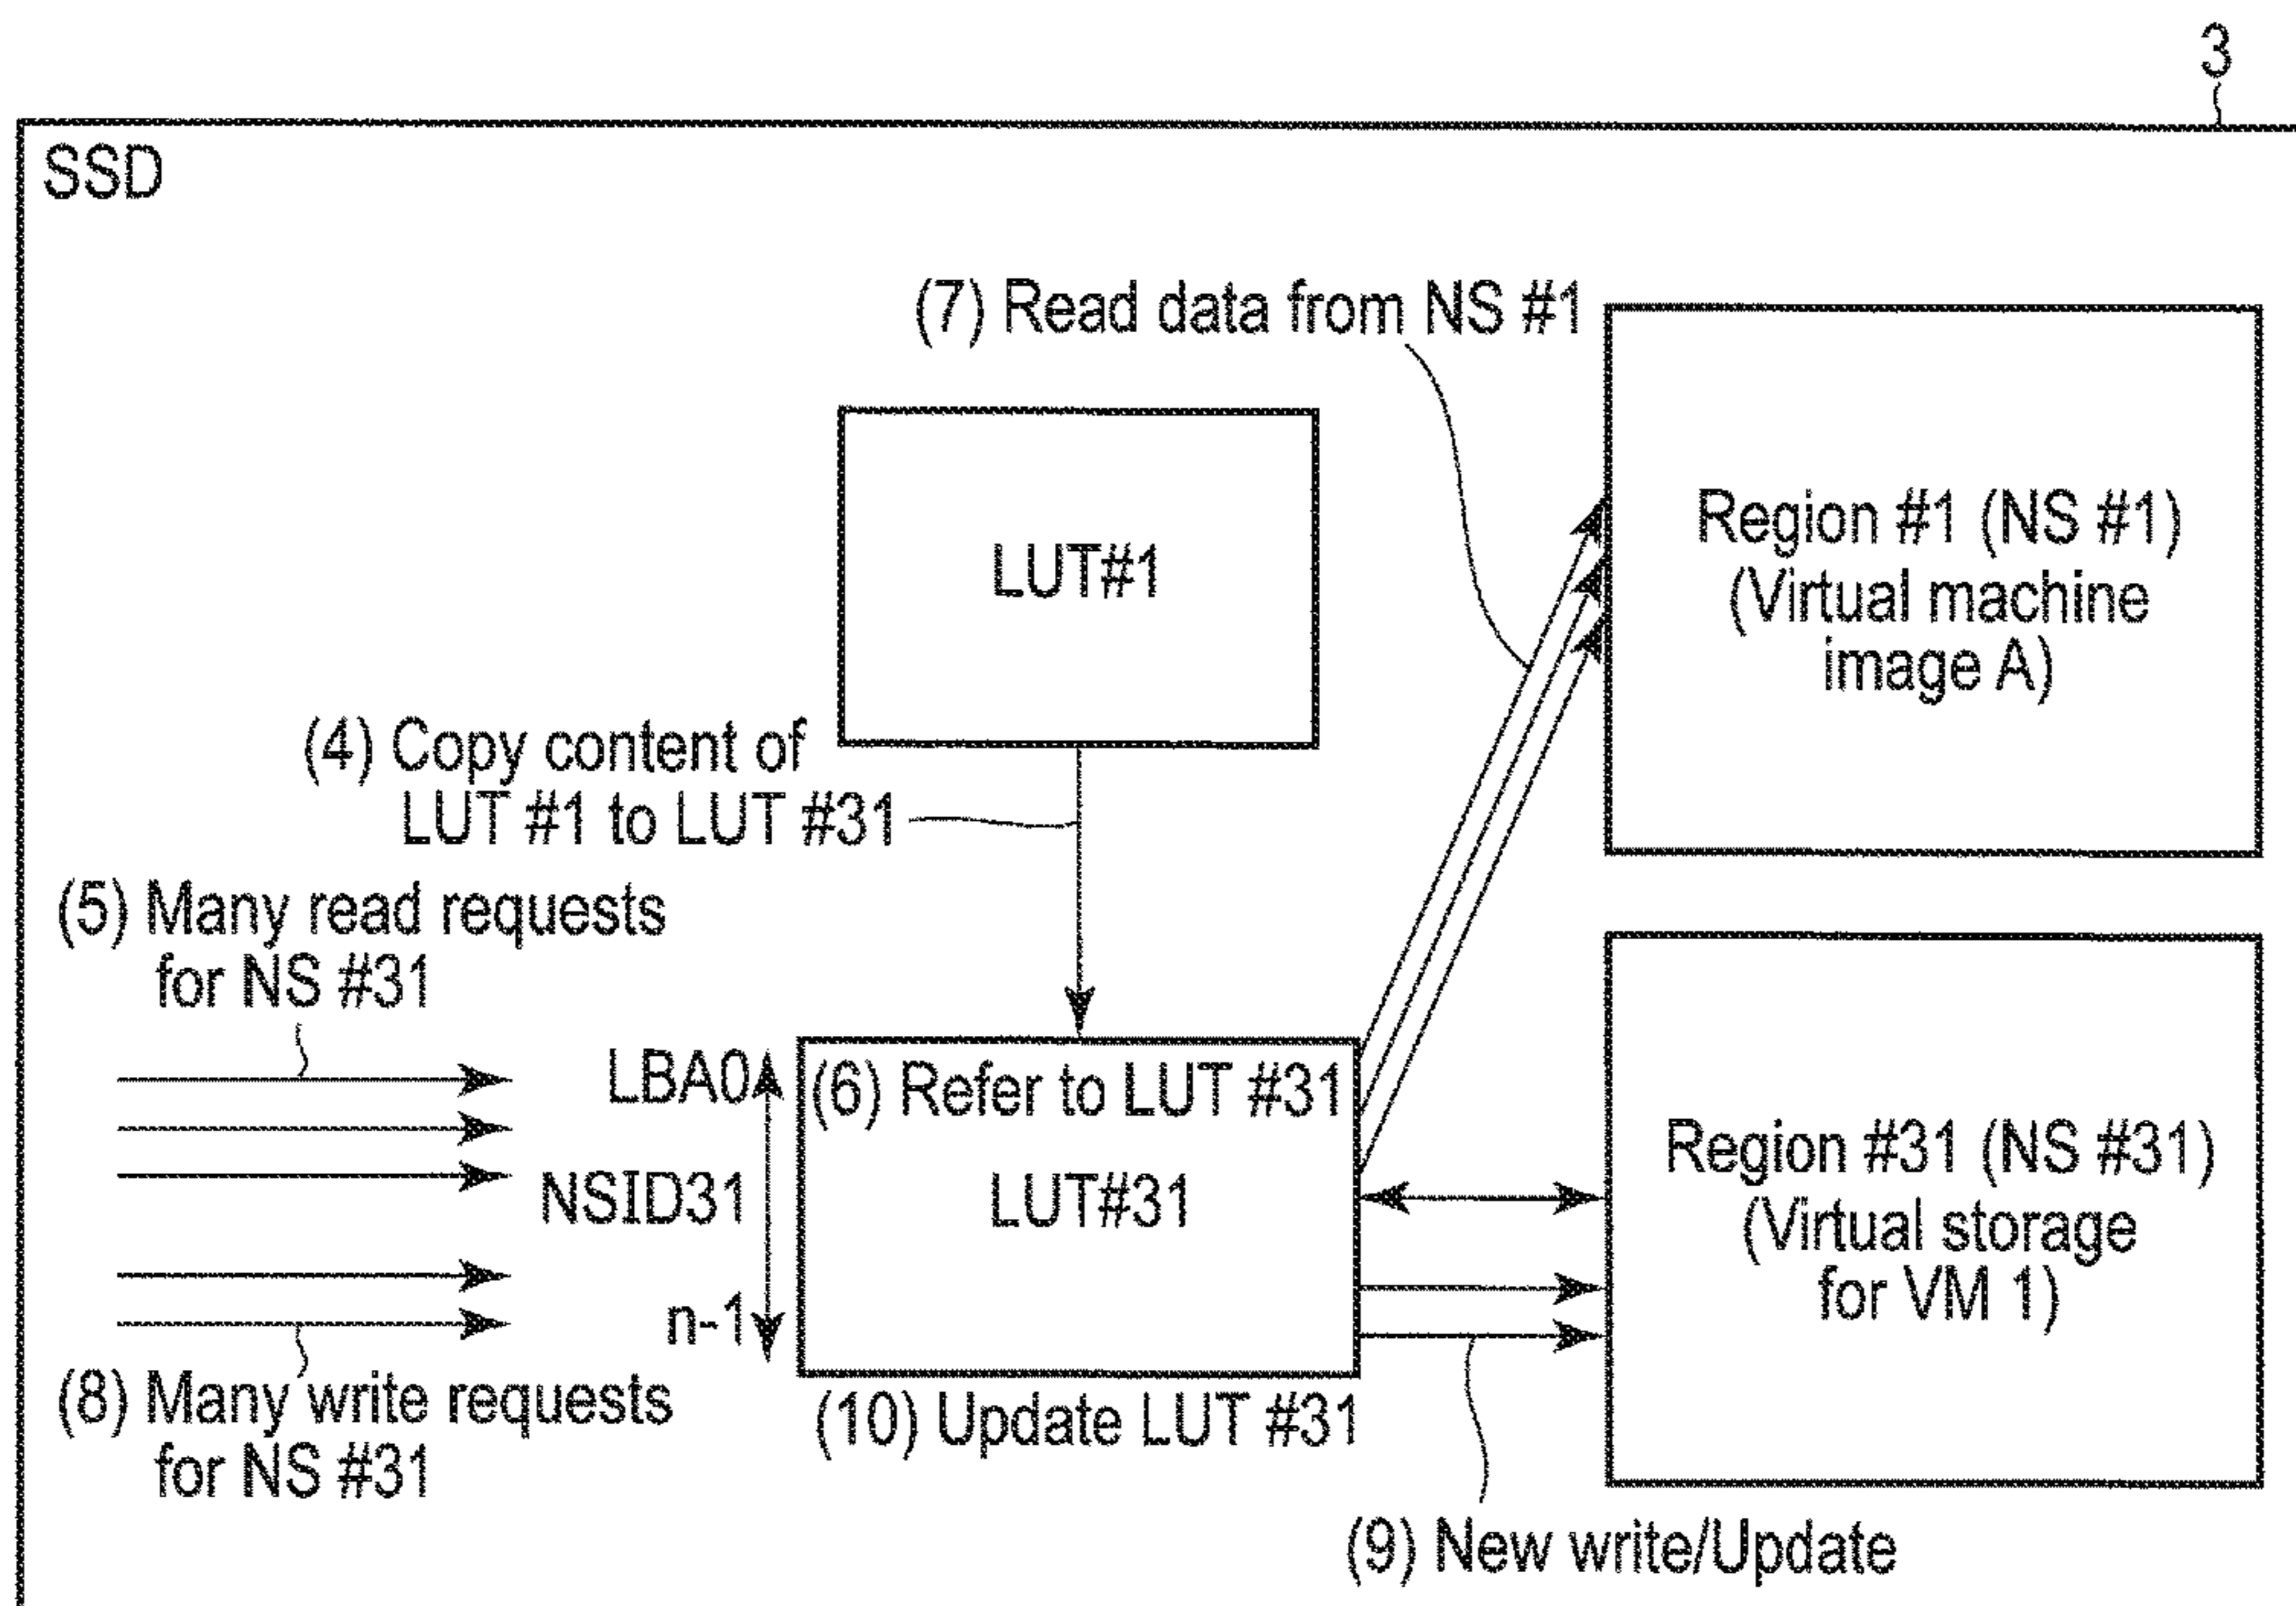 3
SSD
(7) Read data from NS #1
LUT#1
Region #1 (NS #1)
(Virtual machine
image A)
(4) Copy content of
LUT #1 to LUT #31
(5) Many read requests
for NS #31
LBA0
(6) Refer to LUT #31
NSID31
LUT#31
n-1
Region #31 (NS #31)
(Virtual storage
for VM 1)
(8) Many write requests
for NS #31
(10) Update LUT #31
(9) New write/Update